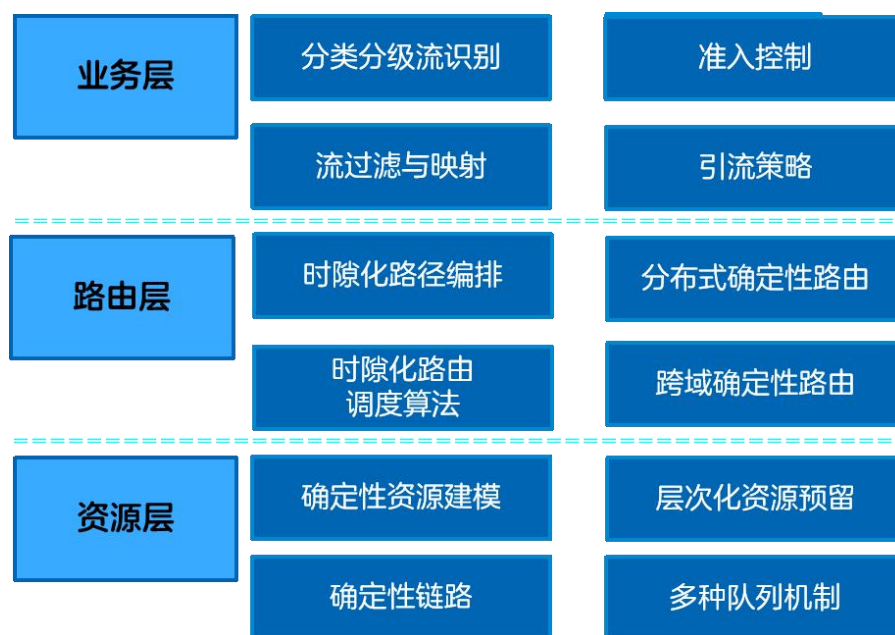 业务层
分类分级流识别
准入控制
流过滤与映射
引流策略
路由层
时隙化路径编排
分布式确定性路由
时隙化路由
调度算法
跨域确定性路由
资源层
确定性资源建模
层次化资源预留
确定性链路
多种队列机制